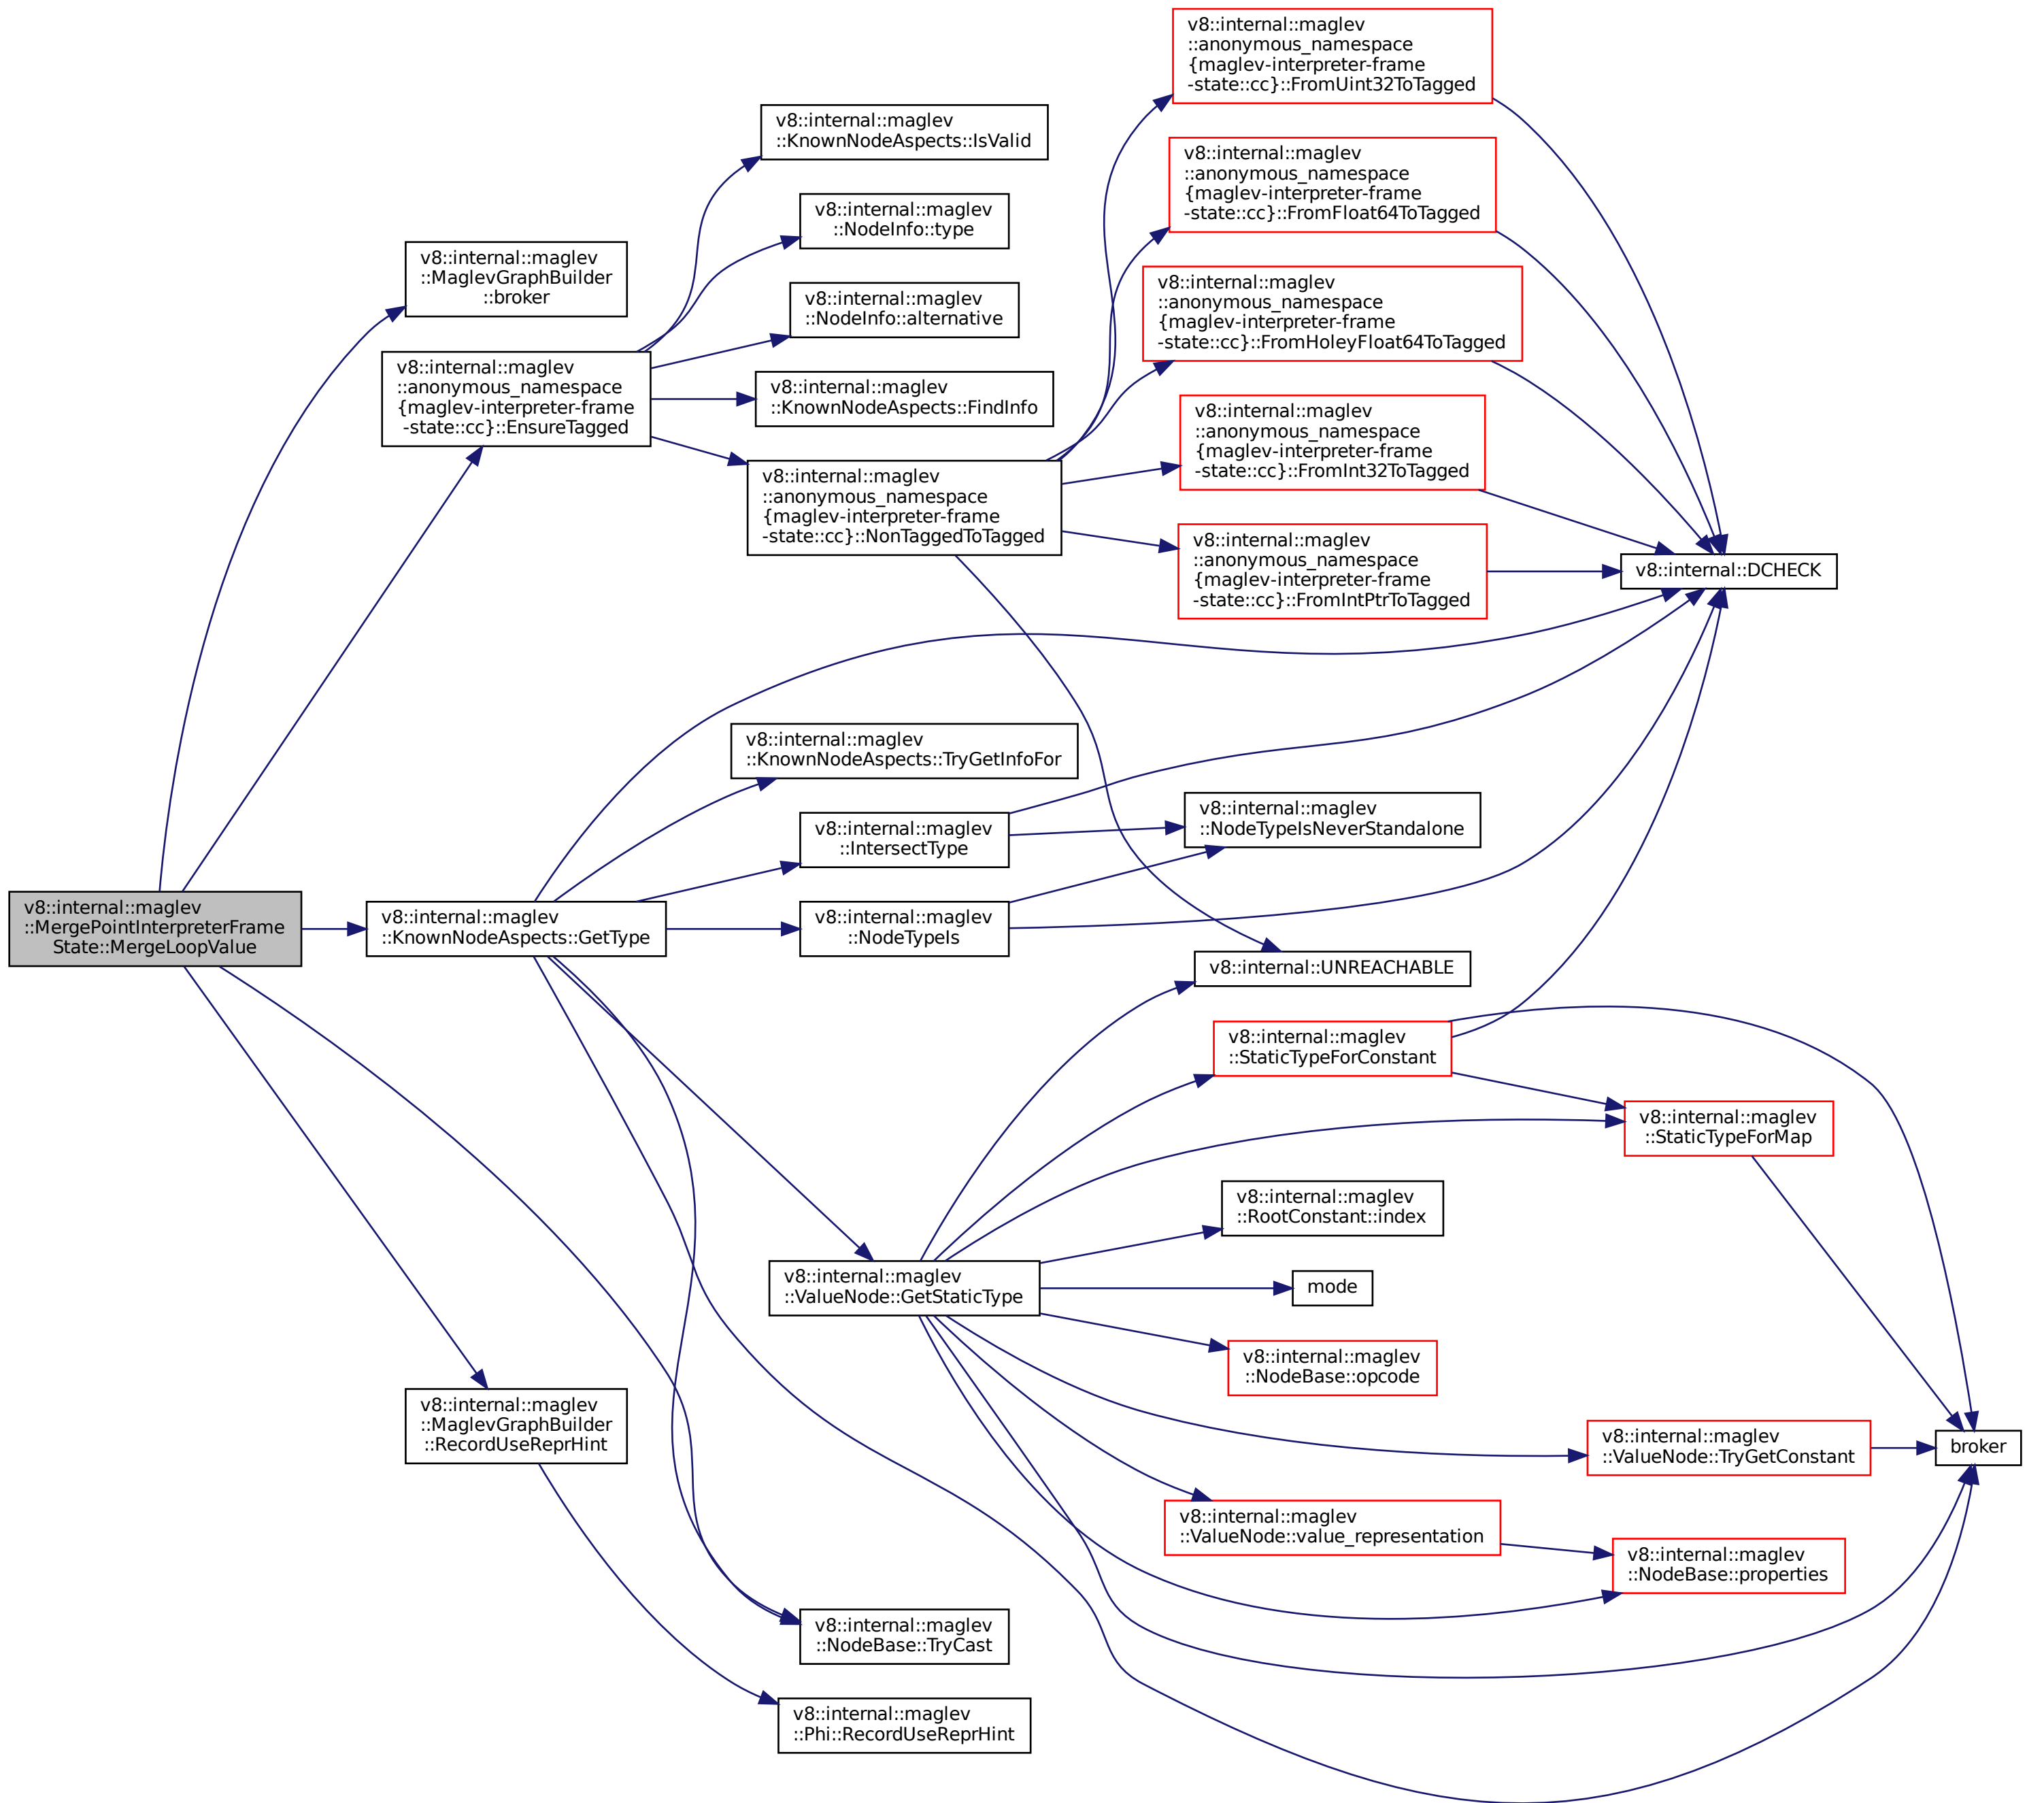 v8::internal::maglev
::MergePointInterpreterFrame
State::MergeLoopValue
v8::internal::maglev
::MaglevGraphBuilder
::broker
v8::internal::maglev
::anonymous_namespace
{maglev-interpreter-frame
-state::cc}::EnsureTagged
v8::internal::maglev
::KnownNodeAspects::GetType
v8::internal::maglev
::MaglevGraphBuilder
::RecordUseReprHint
v8::internal::maglev
::KnownNodeAspects::IsValid
v8::internal::maglev
::NodeInfo::type
v8::internal::maglev
::NodeInfo::alternative
v8::internal::maglev
::KnownNodeAspects::FindInfo
v8::internal::maglev
::anonymous_namespace
{maglev-interpreter-frame
-state::cc}::NonTaggedToTagged
v8::internal::maglev
::KnownNodeAspects::TryGetInfoFor
v8::internal::maglev
::IntersectType
v8::internal::maglev
::NodeTypeIs
v8::internal::maglev
::ValueNode::GetStaticType
v8::internal::maglev
::NodeBase::TryCast
v8::internal::maglev
::Phi::RecordUseReprHint
v8::internal::maglev
::anonymous_namespace
{maglev-interpreter-frame
-state::cc}::FromUint32ToTagged
v8::internal::maglev
::anonymous_namespace
{maglev-interpreter-frame
-state::cc}::FromFloat64ToTagged
v8::internal::maglev
::anonymous_namespace
{maglev-interpreter-frame
-state::cc}::FromHoleyFloat64ToTagged
v8::internal::maglev
::anonymous_namespace
{maglev-interpreter-frame
-state::cc}::FromInt32ToTagged
v8::internal::maglev
::anonymous_namespace
{maglev-interpreter-frame
-state::cc}::FromIntPtrToTagged
v8::internal::maglev
::NodeTypeIsNeverStandalone
v8::internal::UNREACHABLE
v8::internal::maglev
::StaticTypeForConstant
v8::internal::maglev
::RootConstant::index
mode
v8::internal::maglev
::NodeBase::opcode
v8::internal::maglev
::ValueNode::value_representation
v8::internal::DCHECK
v8::internal::maglev
::StaticTypeForMap
v8::internal::maglev
::ValueNode::TryGetConstant
v8::internal::maglev
::NodeBase::properties
broker